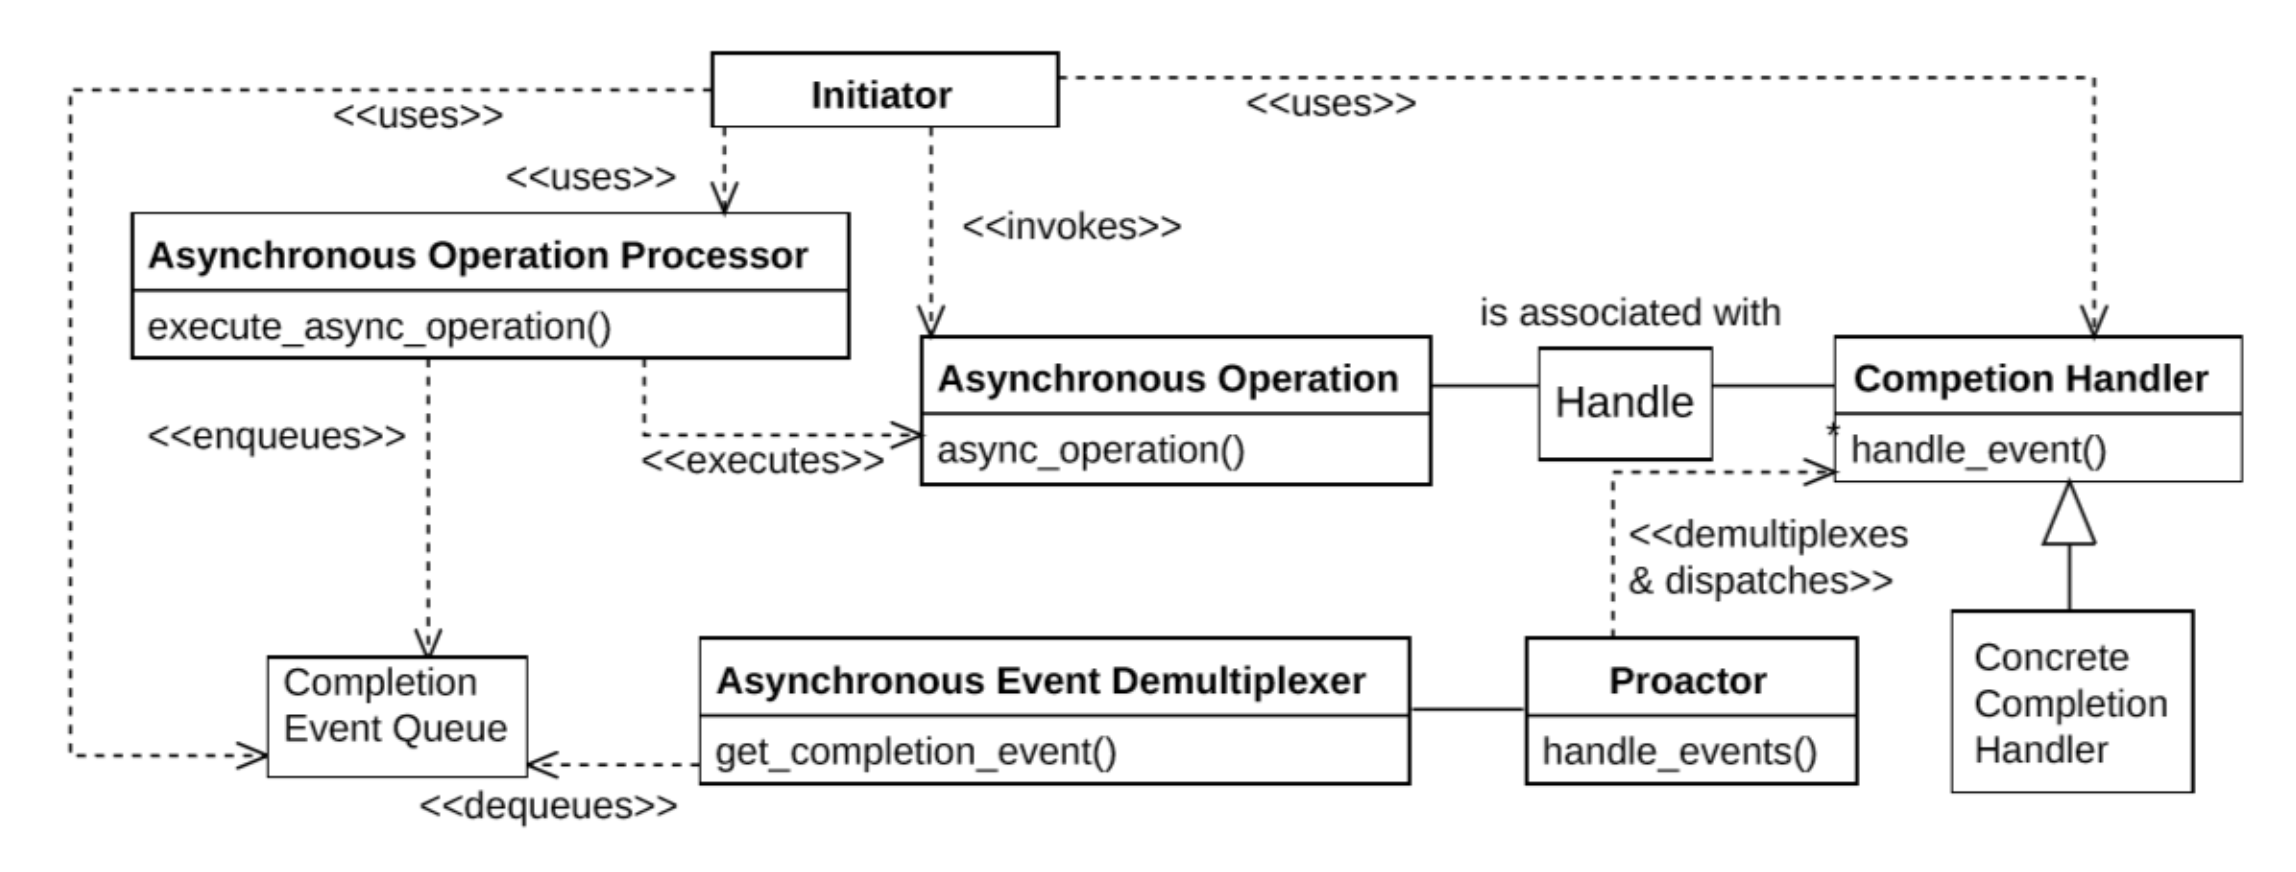 Initiator
<<uses>>
<<uses>>
<<uses>>
<<invokes>>
Asynchronous Operation Processor
execute_async_operation()
is associated with
Asynchronous Operation
async_operation()
Handle
Competion Handler
*
handle_event()
<<enqueues>>
<<executes>>
<<demultiplexes
& dispatches>>
Completion
Event Queue
Asynchronous Event Demultiplexer
get_completion_event()
Proactor
handle_events()
Concrete
Completion
Handler
<<dequeues>>